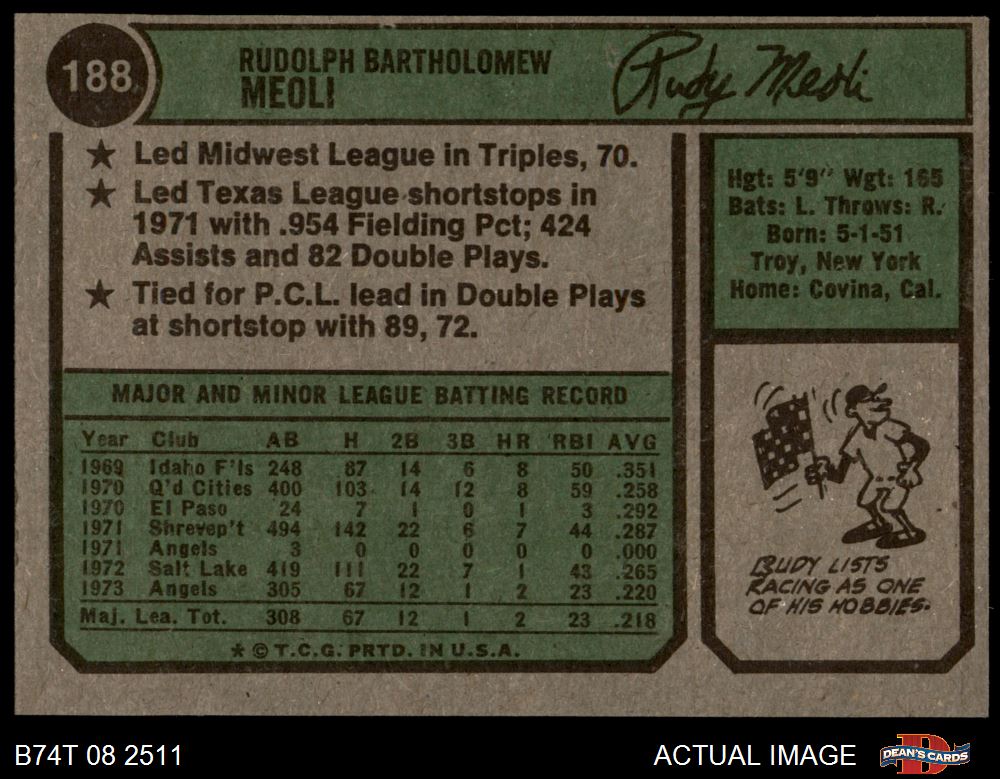 188
RUDOLPH BARTHOLOMEW
MEOLI
Rudy Meoli
★ Led Midwest League in Triples, 70.
★ Led Texas League shortstops in
1971 with .954 Fielding Pct; 424
Assists and 82 Double Plays.
★ Tied for P.C.L. lead in Double Plays
at shortstop with 89, 72.
Hgt: 5'9" Wgt: 165
Bats: L. Throws: R.
Born: 5-1-51
Troy, New York
Home: Covina, Cal.
MAJOR AND MINOR LEAGUE BATTING RECORD
Year Club AB H 2B 3B HR RBI AVG
1969 Idaho F'ls 248 87 14 6 8 50 .351
1970 Q'd Cities 400 103 14 12 8 59 .258
1970 El Paso 24 7 1 0 1 3 .292
1971 Shrevep't 494 142 22 6 7 44 .287
1971 Angels 3 0 0 0 0 0 .000
1972 Salt Lake 419 111 22 7 1 43 .265
1973 Angels 305 67 12 1 2 23 .220
Maj. Lea. Tot. 308 67 12 1 2 23 .218
★ © T.C.G. PRTD. IN U.S.A.
RUDY LISTS
RACING AS ONE
OF HIS HOBBIES.
B74T 08 2511
ACTUAL IMAGE
DEAN'S CARDS